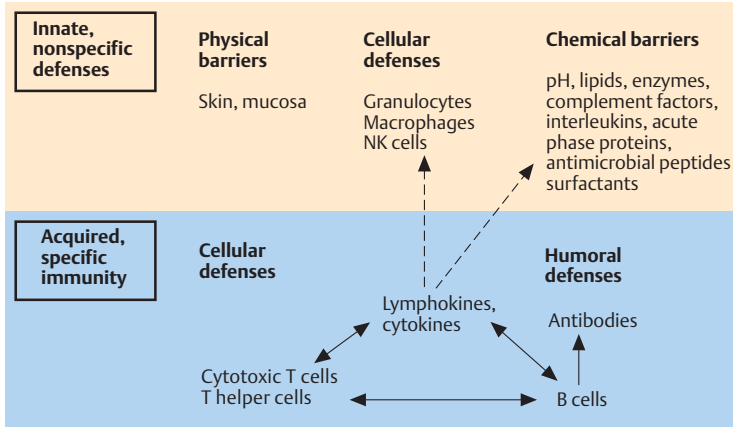 Innate,
nonspecific
defenses
Physical
barriers
Skin, mucosa
Cellular
defenses
Granulocytes
Macrophages
NK cells
Chemical barriers
pH, lipids, enzymes,
complement factors,
interleukins, acute
phase proteins,
antimicrobial peptides
surfactants
Acquired,
specific
immunity
Cellular
defenses
Humoral
defenses
Lymphokines,
cytokines
Antibodies
Cytotoxic T cells
T helper cells
B cells